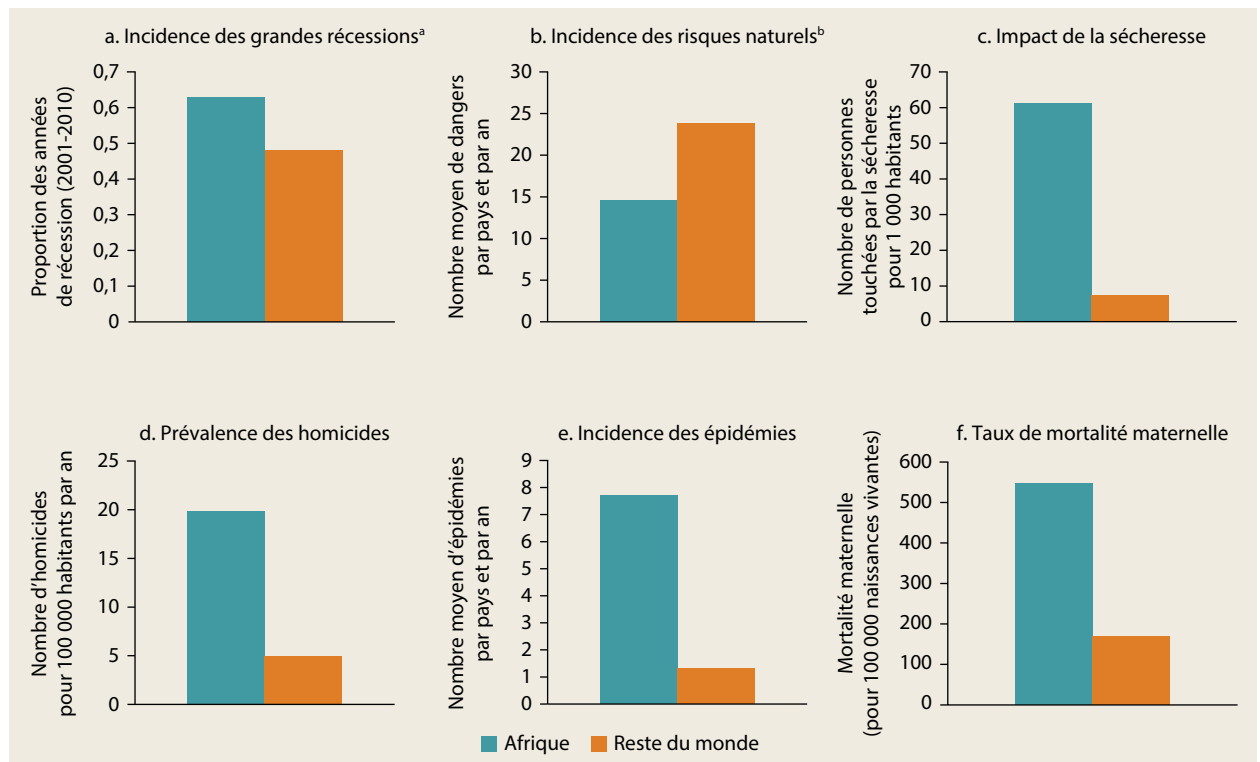 a. Incidence des grandes récessionsᵃ
Proportion des années
de récession (2001-2010)
0,7
0,6
0,5
0,4
0,3
0,2
0,1
0
b. Incidence des risques naturelsᵇ
Nombre moyen de dangers
par pays et par an
30
25
20
15
10
5
0
c. Impact de la sécheresse
Nombre de personnes
touchées par la sécheresse
pour 1 000 habitants
70
60
50
40
30
20
10
0
d. Prévalence des homicides
Nombre d'homicides
pour 100 000 habitants par an
25
20
15
10
5
0
e. Incidence des épidémies
Nombre moyen d'épidémies
par pays et par an
9
8
7
6
5
4
3
2
1
0
f. Taux de mortalité maternelle
Mortalité maternelle
(pour 100 000 naissances vivantes)
600
500
400
300
200
100
0
Afrique Reste du monde